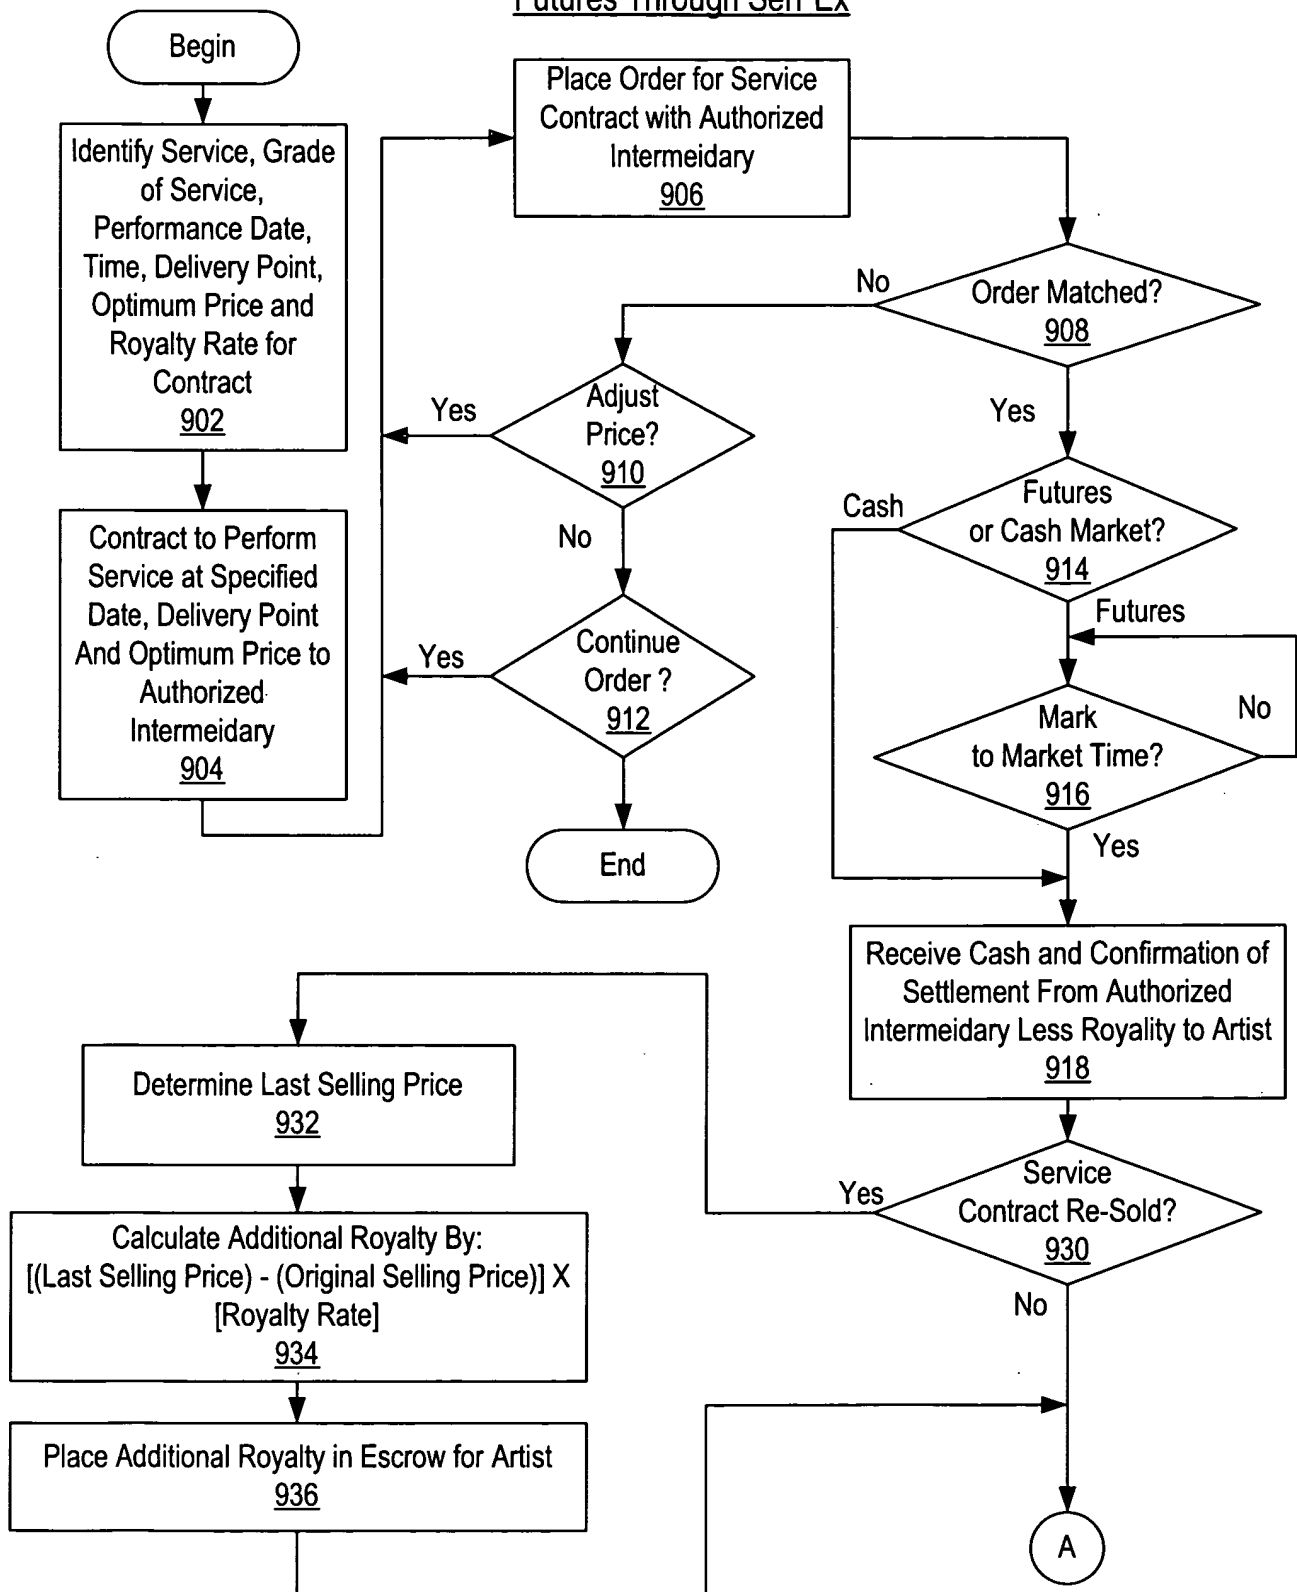 Futures Through Serf Ex
Begin
Identify Service, Grade
of Service,
Performance Date,
Time, Delivery Point,
Optimum Price and
Royalty Rate for
Contract
902
Contract to Perform
Service at Specified
Date, Delivery Point
And Optimum Price to
Authorized
Intermeidary
904
Place Order for Service
Contract with Authorized
Intermeidary
906
Order Matched?
908
No
Yes
Adjust
Price?
910
Yes
No
Continue
Order ?
912
Yes
End
Futures
or Cash Market?
914
Cash
Futures
Mark
to Market Time?
916
No
Yes
Receive Cash and Confirmation of
Settlement From Authorized
Intermeidary Less Royality to Artist
918
Service
Contract Re-Sold?
930
Yes
No
Determine Last Selling Price
932
Calculate Additional Royalty By:
[(Last Selling Price) - (Original Selling Price)] X
[Royalty Rate]
934
Place Additional Royalty in Escrow for Artist
936
A